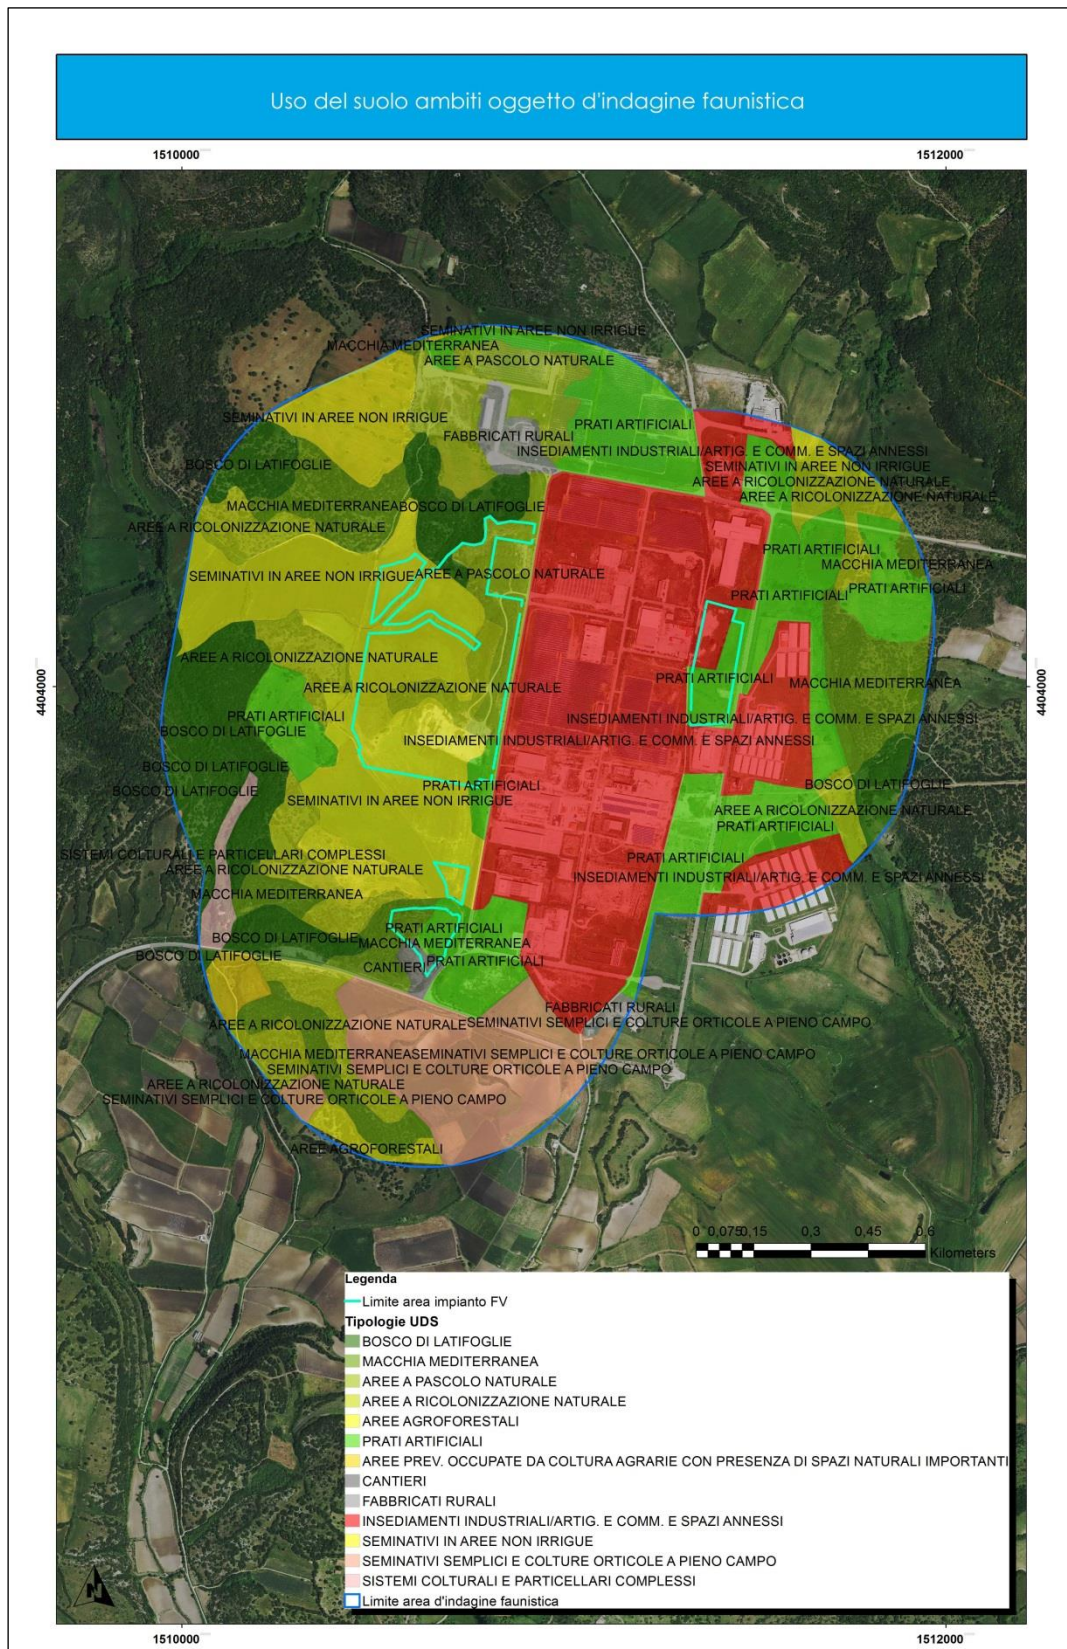 Uso del suolo ambiti oggetto d'indagine faunistica
1510000
1512000
SEMINATIVI IN AREE NON IRRIGUE
MACCHIA MEDITERRANEA
AREE A PASCOLO NATURALE
SEMINATIVI IN AREE NON IRRIGUE
PRATI ARTIFICIALI
FABBRICATI RURALI
INSEDIAMENTI INDUSTRIALI/ARTIG. E COMM. E SPAZI ANNESSI
BOSCO DI LATIFOGLIE
SEMINATIVI IN AREE NON IRRIGUE
AREE A RICOLONIZZAZIONE NATURALE
AREE A RICOLONIZZAZIONE NATURALE
MACCHIA MEDITERRANEA
BOSCO DI LATIFOGLIE
AREE A RICOLONIZZAZIONE NATURALE
PRATI ARTIFICIALI
MACCHIA MEDITERRANEA
SEMINATIVI IN AREE NON IRRIGUE
AREE A PASCOLO NATURALE
PRATI ARTIFICIALI
PRATI ARTIFICIALI
AREE A RICOLONIZZAZIONE NATURALE
4404000
4404000
PRATI ARTIFICIALI
MACCHIA MEDITERRANEA
AREE A RICOLONIZZAZIONE NATURALE
PRATI ARTIFICIALI
INSEDIAMENTI INDUSTRIALI/ARTIG. E COMM. E SPAZI ANNESSI
BOSCO DI LATIFOGLIE
INSEDIAMENTI INDUSTRIALI/ARTIG. E COMM. E SPAZI ANNESSI
BOSCO DI LATIFOGLIE
PRATI ARTIFICIALI
BOSCO DI LATIFOGLIE
BOSCO DI LATIFOGLIE
SEMINATIVI IN AREE NON IRRIGUE
AREE A RICOLONIZZAZIONE NATURALE
PRATI ARTIFICIALI
SISTEMI COLTURALI E PARTICELLARI COMPLESSI
PRATI ARTIFICIALI
AREE A RICOLONIZZAZIONE NATURALE
INSEDIAMENTI INDUSTRIALI/ARTIG. E COMM. E SPAZI ANNESSI
MACCHIA MEDITERRANEA
PRATI ARTIFICIALI
BOSCO DI LATIFOGLIE
MACCHIA MEDITERRANEA
BOSCO DI LATIFOGLIE
CANTIERI
PRATI ARTIFICIALI
FABBRICATI RURALI
AREE A RICOLONIZZAZIONE NATURALE
SEMINATIVI SEMPLICI E COLTURE ORTICOLE A PIENO CAMPO
MACCHIA MEDITERRANEA
SEMINATIVI SEMPLICI E COLTURE ORTICOLE A PIENO CAMPO
SEMINATIVI SEMPLICI E COLTURE ORTICOLE A PIENO CAMPO
AREE A RICOLONIZZAZIONE NATURALE
SEMINATIVI SEMPLICI E COLTURE ORTICOLE A PIENO CAMPO
AREE AGROFORESTALI
0 0,075 0,15 0,3 0,45 0,6
Kilometers
Legenda
Limite area impianto FV
Tipologie UDS
BOSCO DI LATIFOGLIE
MACCHIA MEDITERRANEA
AREE A PASCOLO NATURALE
AREE A RICOLONIZZAZIONE NATURALE
AREE AGROFORESTALI
PRATI ARTIFICIALI
AREE PREV. OCCUPATE DA COLTURA AGRARIE CON PRESENZA DI SPAZI NATURALI IMPORTANTI
CANTIERI
FABBRICATI RURALI
INSEDIAMENTI INDUSTRIALI/ARTIG. E COMM. E SPAZI ANNESSI
SEMINATIVI IN AREE NON IRRIGUE
SEMINATIVI SEMPLICI E COLTURE ORTICOLE A PIENO CAMPO
SISTEMI COLTURALI E PARTICELLARI COMPLESSI
Limite area d'indagine faunistica
N
1510000
1512000